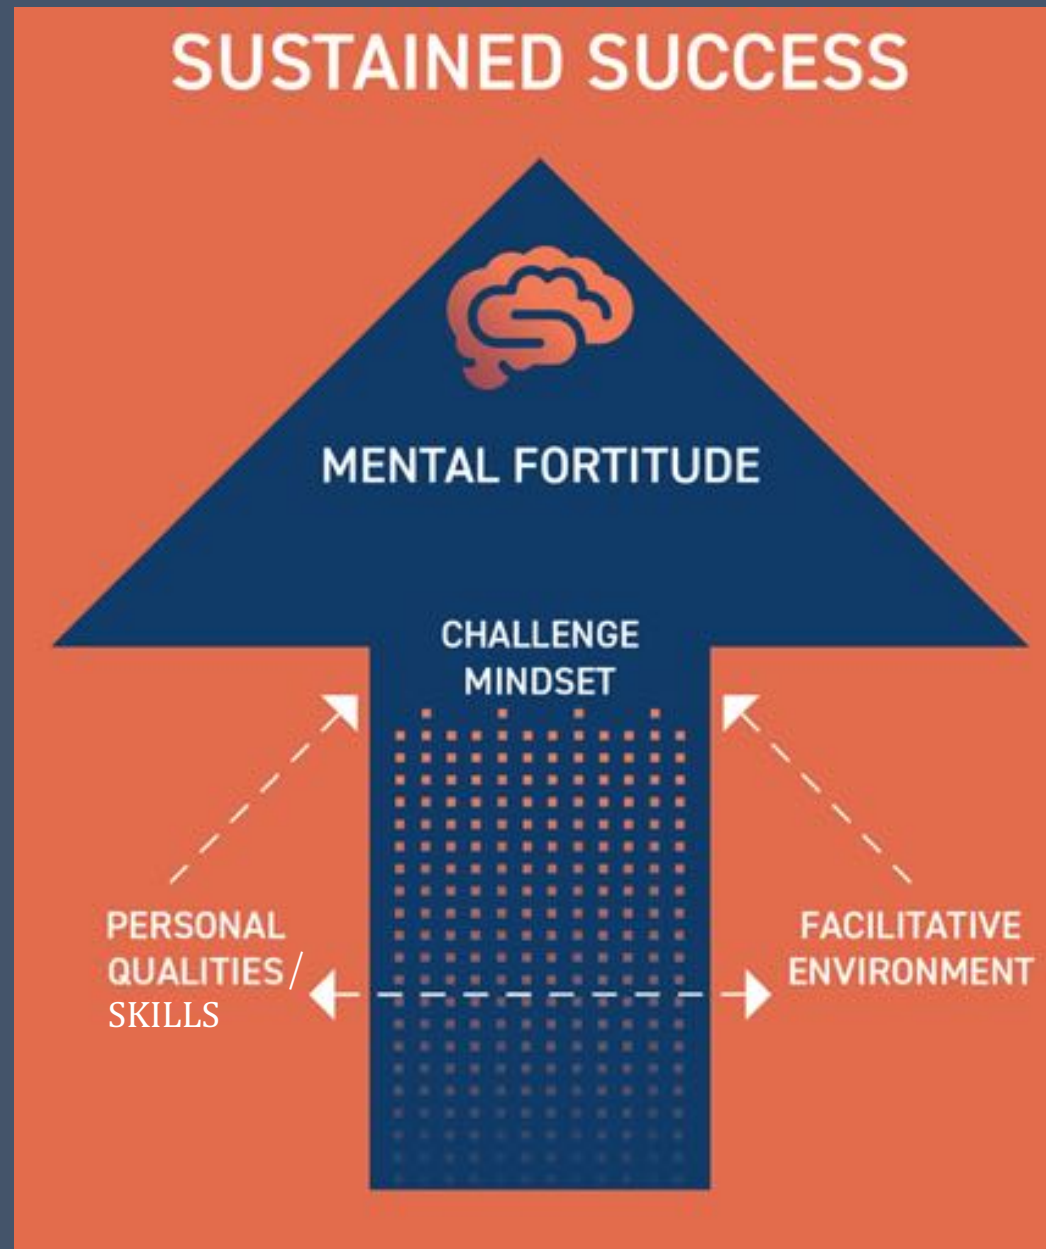 SUSTAINED SUCCESS
MENTAL FORTITUDE
CHALLENGE
MINDSET
PERSONAL
QUALITIES /
SKILLS
FACILITATIVE
ENVIRONMENT